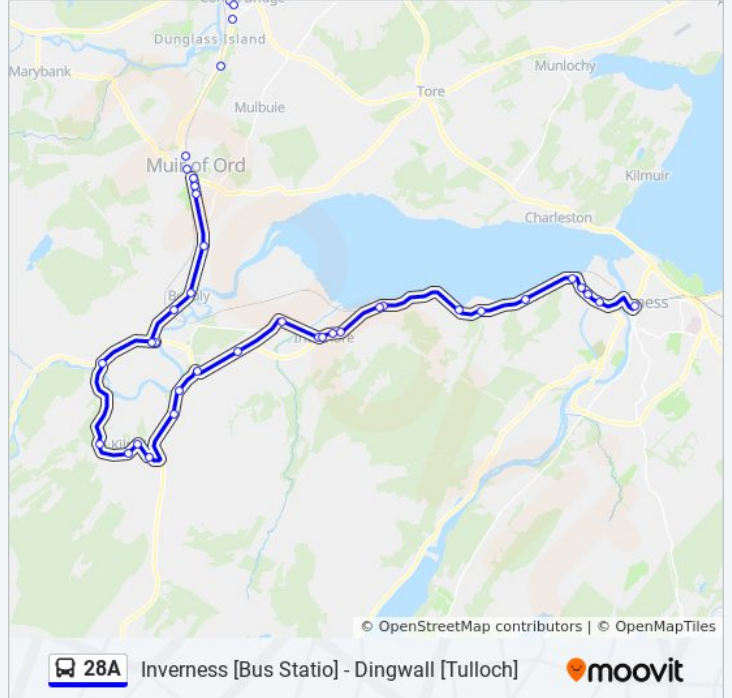 Dunglass Island
Marybank
Munlochy
Tore
Mulbuie
Muir of Ord
Kilmuir
Charleston
© OpenStreetMap contributors | © OpenMapTiles
28A Inverness [Bus Statio] - Dingwall [Tulloch] moovit